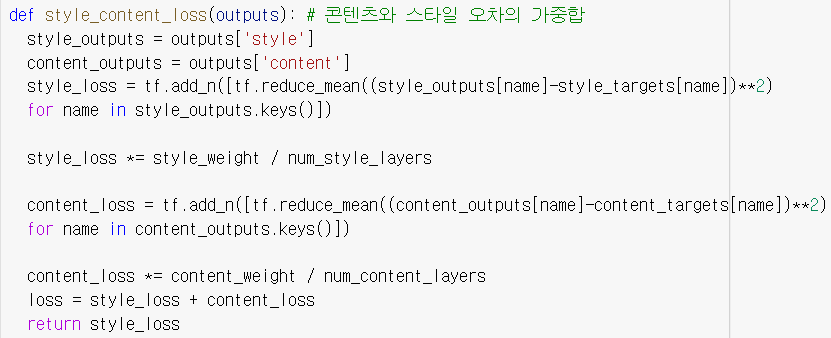 def style_content_loss(outputs): # 콘텐츠와 스타일 오차의 가중합
style_outputs = outputs['style']
content_outputs = outputs['content']
style_loss = tf.add_n([tf.reduce_mean((style_outputs[name]-style_targets[name])**2)
for name in style_outputs.keys()])
style_loss *= style_weight / num_style_layers
content_loss = tf.add_n([tf.reduce_mean((content_outputs[name]-content_targets[name])**2)
for name in content_outputs.keys()])
content_loss *= content_weight / num_content_layers
loss = style_loss + content_loss
return style_loss